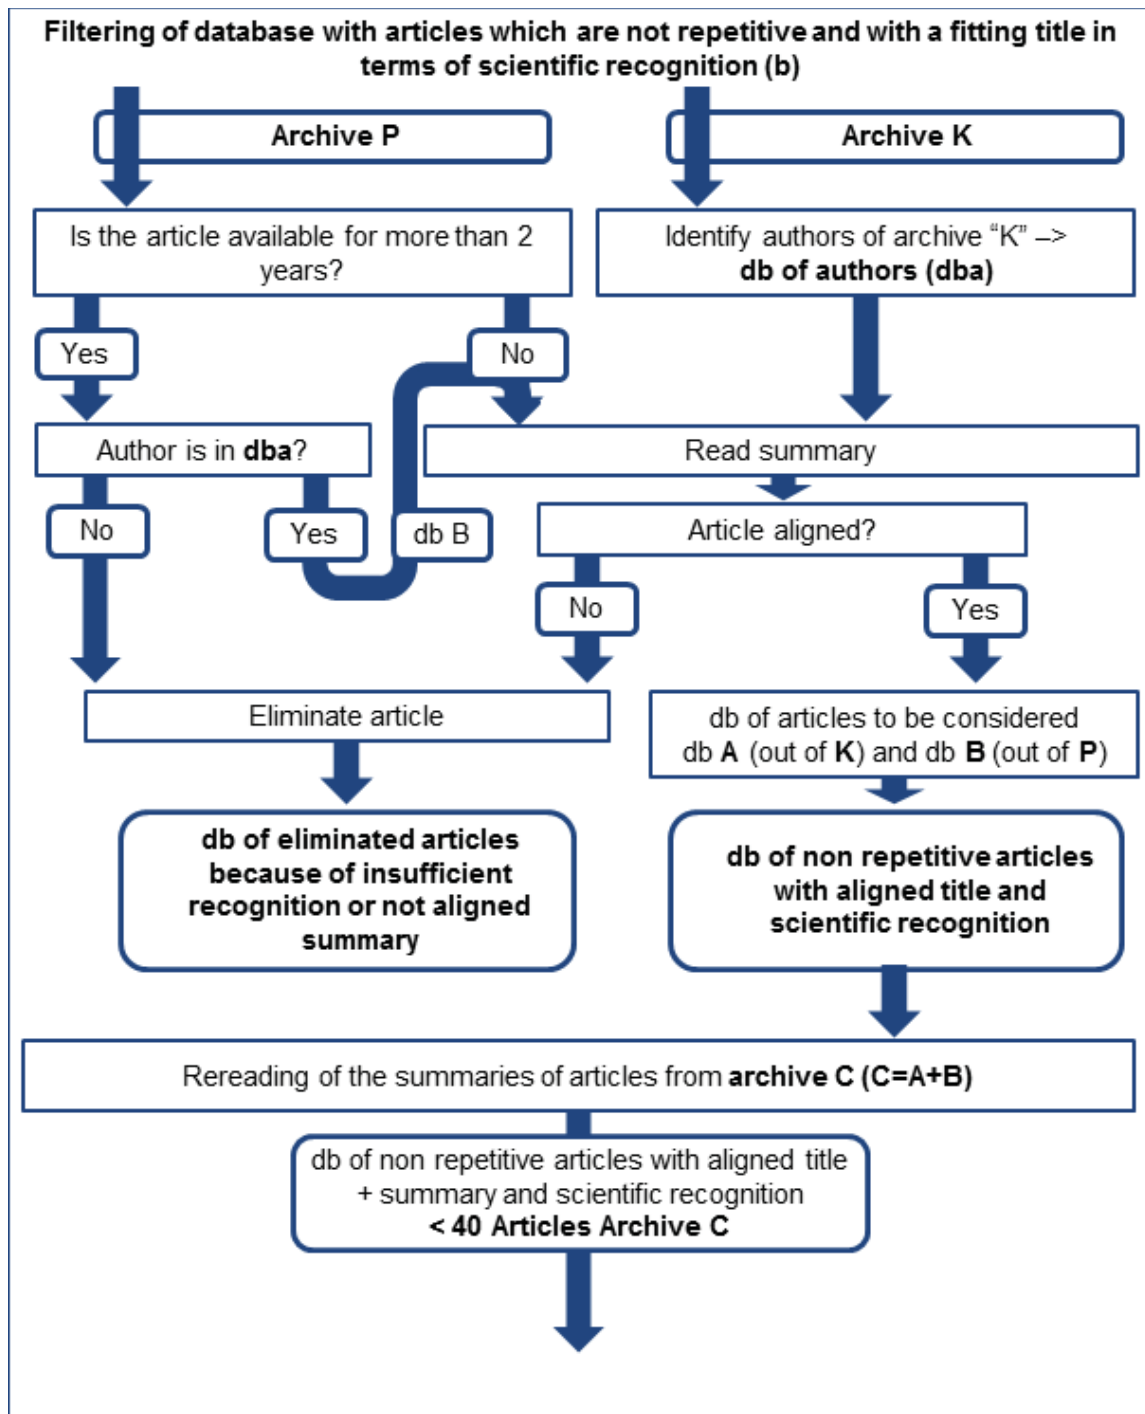 Filtering of database with articles which are not repetitive and with a fitting title in
terms of scientific recognition (b)
Archive P
Archive K
Is the article available for more than 2
years?
Identify authors of archive “K” –>
db of authors (dba)
Yes
No
Author is in dba?
Read summary
No
Yes
db B
Article aligned?
No
Yes
Eliminate article
db of articles to be considered
db A (out of K) and db B (out of P)
db of eliminated articles
because of insufficient
recognition or not aligned
summary
db of non repetitive articles
with aligned title and
scientific recognition
Rereading of the summaries of articles from archive C (C=A+B)
db of non repetitive articles with aligned title
+ summary and scientific recognition
< 40 Articles Archive C